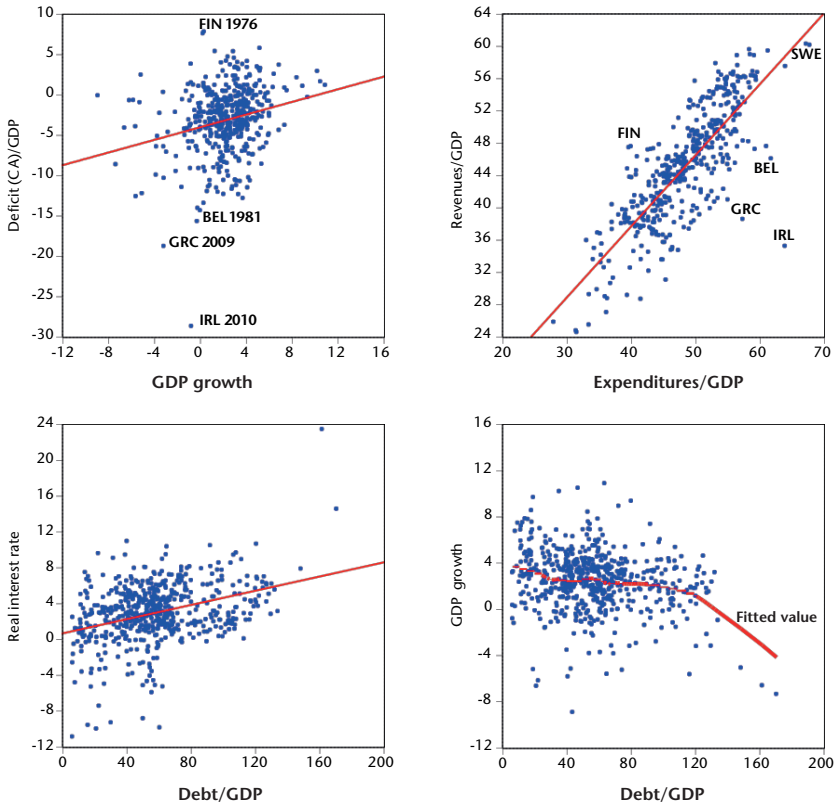 Deficit (C A)/GDP
10
5
0
-5
-10
-15
-20
-25
-30
FIN 1976
BEL 1981
GRC 2009
IRL 2010
-12 -8 -4 0 4 8 12 16
GDP growth
Revenues/GDP
64
60
56
52
48
44
40
36
32
28
24
SWE
FIN
BEL
GRC
IRL
20 30 40 50 60 70
Expenditures/GDP
Real interest rate
24
20
16
12
8
4
0
-4
-8
-12
0 40 80 120 160 200
Debt/GDP
GDP growth
16
12
8
4
0
-4
-8
-12
Fitted value
0 40 80 120 160 200
Debt/GDP